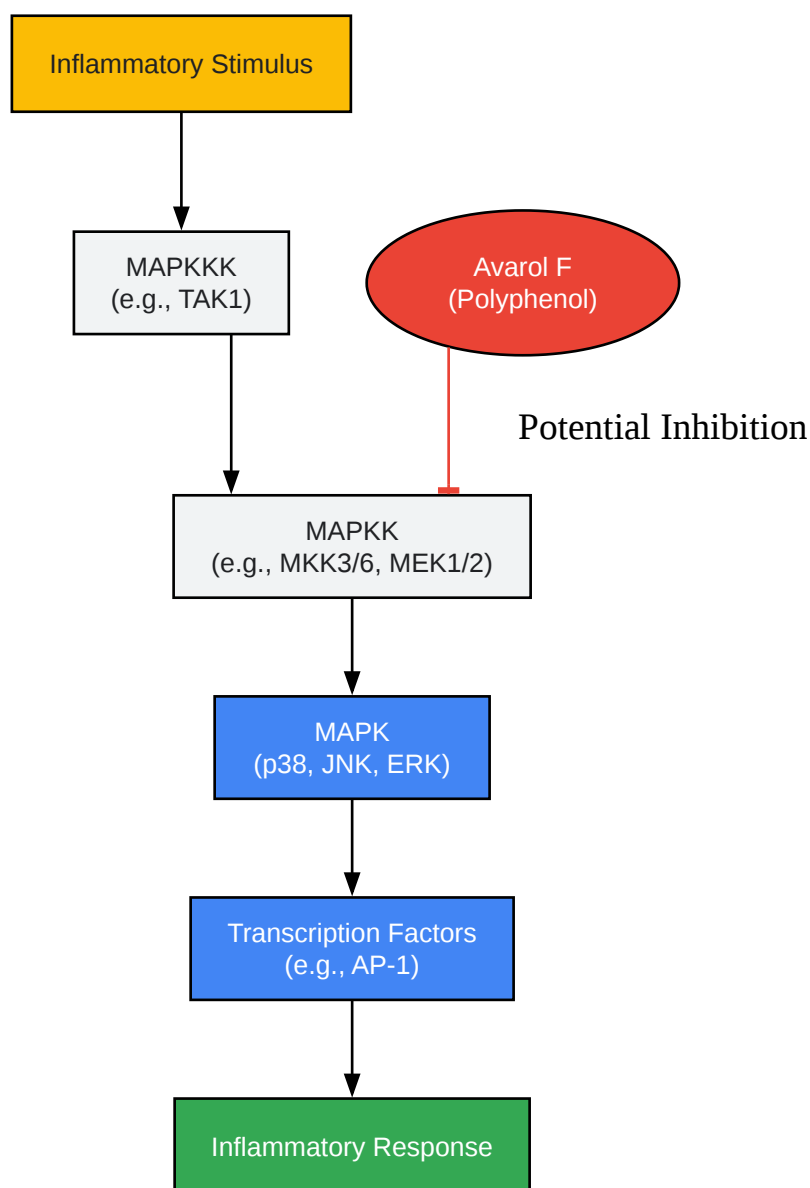 Inflammatory Stimulus
MAPKKK
(e.g., TAK1)
Avarol F
(Polyphenol)
Potential Inhibition
MAPKK
(e.g., MKK3/6, MEK1/2)
MAPK
(p38, JNK, ERK)
Transcription Factors
(e.g., AP-1)
Inflammatory Response